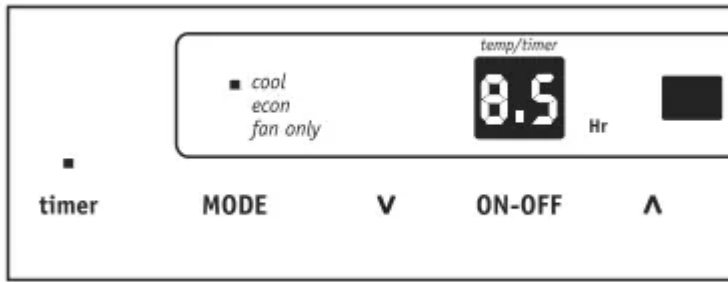 temp/timer
cool
econ
fan only
8.5
Hr
timer MODE V ON-OFF Λ